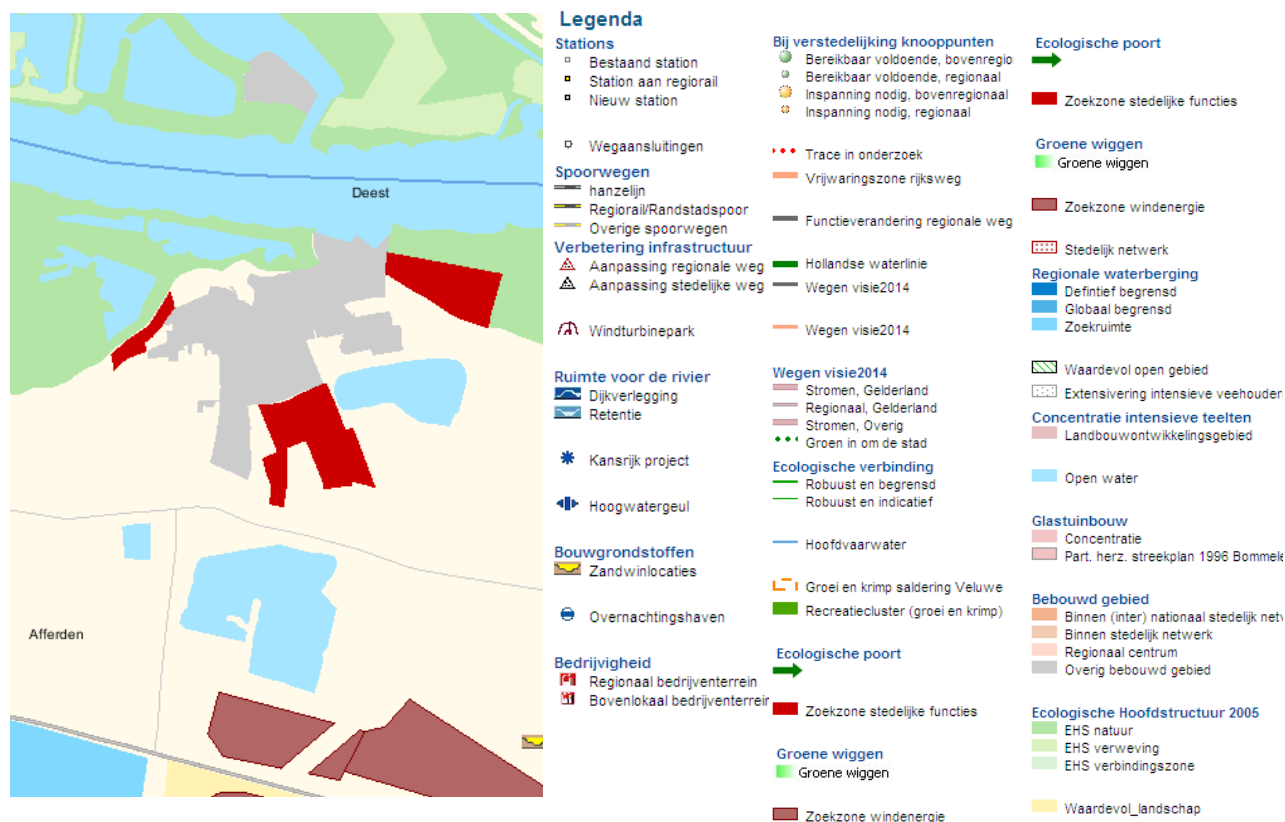 Deest
Afferden
Legenda
Stations
Bestaand station
Station aan regiorail
Nieuw station
Wegaansluitingen
Spoorwegen
hanzelijn
Regiorail/Randstadspoor
Overige spoorwegen
Verbetering infrastructuur
Aanpassing regionale weg
Aanpassing stedelijke weg
Windturbinepark
Ruimte voor de rivier
Dijkverlegging
Retentie
Kansrijk project
Hoogwatergeul
Bouwgrondstoffen
Zandwinlocaties
Overnachtingshaven
Bedrijvigheid
Regionaal bedrijventerrein
Bovenlokaal bedrijventerrein
Bij verstedelijking knooppunten
Bereikbaar voldoende, bovenregio
Bereikbaar voldoende, regionaal
Inspanning nodig, bovenregionaal
Inspanning nodig, regionaal
Trace in onderzoek
Vrijwaringszone rijksweg
Functieverandering regionale weg
Hollandse waterlinie
Wegen visie2014
Wegen visie2014
Wegen visie2014
Stromen, Gelderland
Regionaal, Gelderland
Stromen, Overig
Groen in om de stad
Ecologische verbinding
Robuust en begrensd
Robuust en indicatief
Hoofdvaarwater
Groei en krimp saldering Veluwe
Recreatiecluster (groei en krimp)
Ecologische poort
Zoekzone stedelijke functies
Groene wiggen
Groene wiggen
Zoekzone windenergie
Ecologische poort
Zoekzone stedelijke functies
Groene wiggen
Groene wiggen
Zoekzone windenergie
Stedelijk netwerk
Regionale waterberging
Defintief begrensd
Globaal begrensd
Zoekruimte
Waardevol open gebied
Extensivering intensieve veehouder
Concentratie intensieve teelten
Landbouwontwikkelingsgebied
Open water
Glastuinbouw
Concentratie
Part. herz. streekplan 1996 Bommele
Bebouwd gebied
Binnen (inter) nationaal stedelijk netw
Binnen stedelijk netwerk
Regionaal centrum
Overig bebouwd gebied
Ecologische Hoofdstructuur 2005
EHS natuur
EHS verweving
EHS verbindingszone
Waardevol_landschap